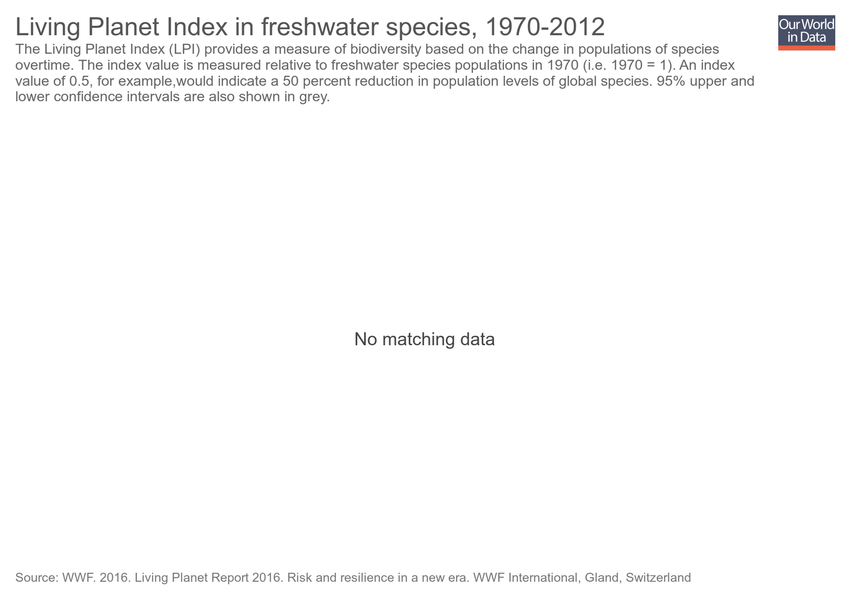 Living Planet Index in freshwater species, 1970-2012
Our World
in Data
The Living Planet Index (LPI) provides a measure of biodiversity based on the change in populations of species
overtime. The index value is measured relative to freshwater species populations in 1970 (i.e. 1970 = 1). An index
value of 0.5, for example,would indicate a 50 percent reduction in population levels of global species. 95% upper and
lower confidence intervals are also shown in grey.
No matching data
Source: WWF. 2016. Living Planet Report 2016. Risk and resilience in a new era. WWF International, Gland, Switzerland